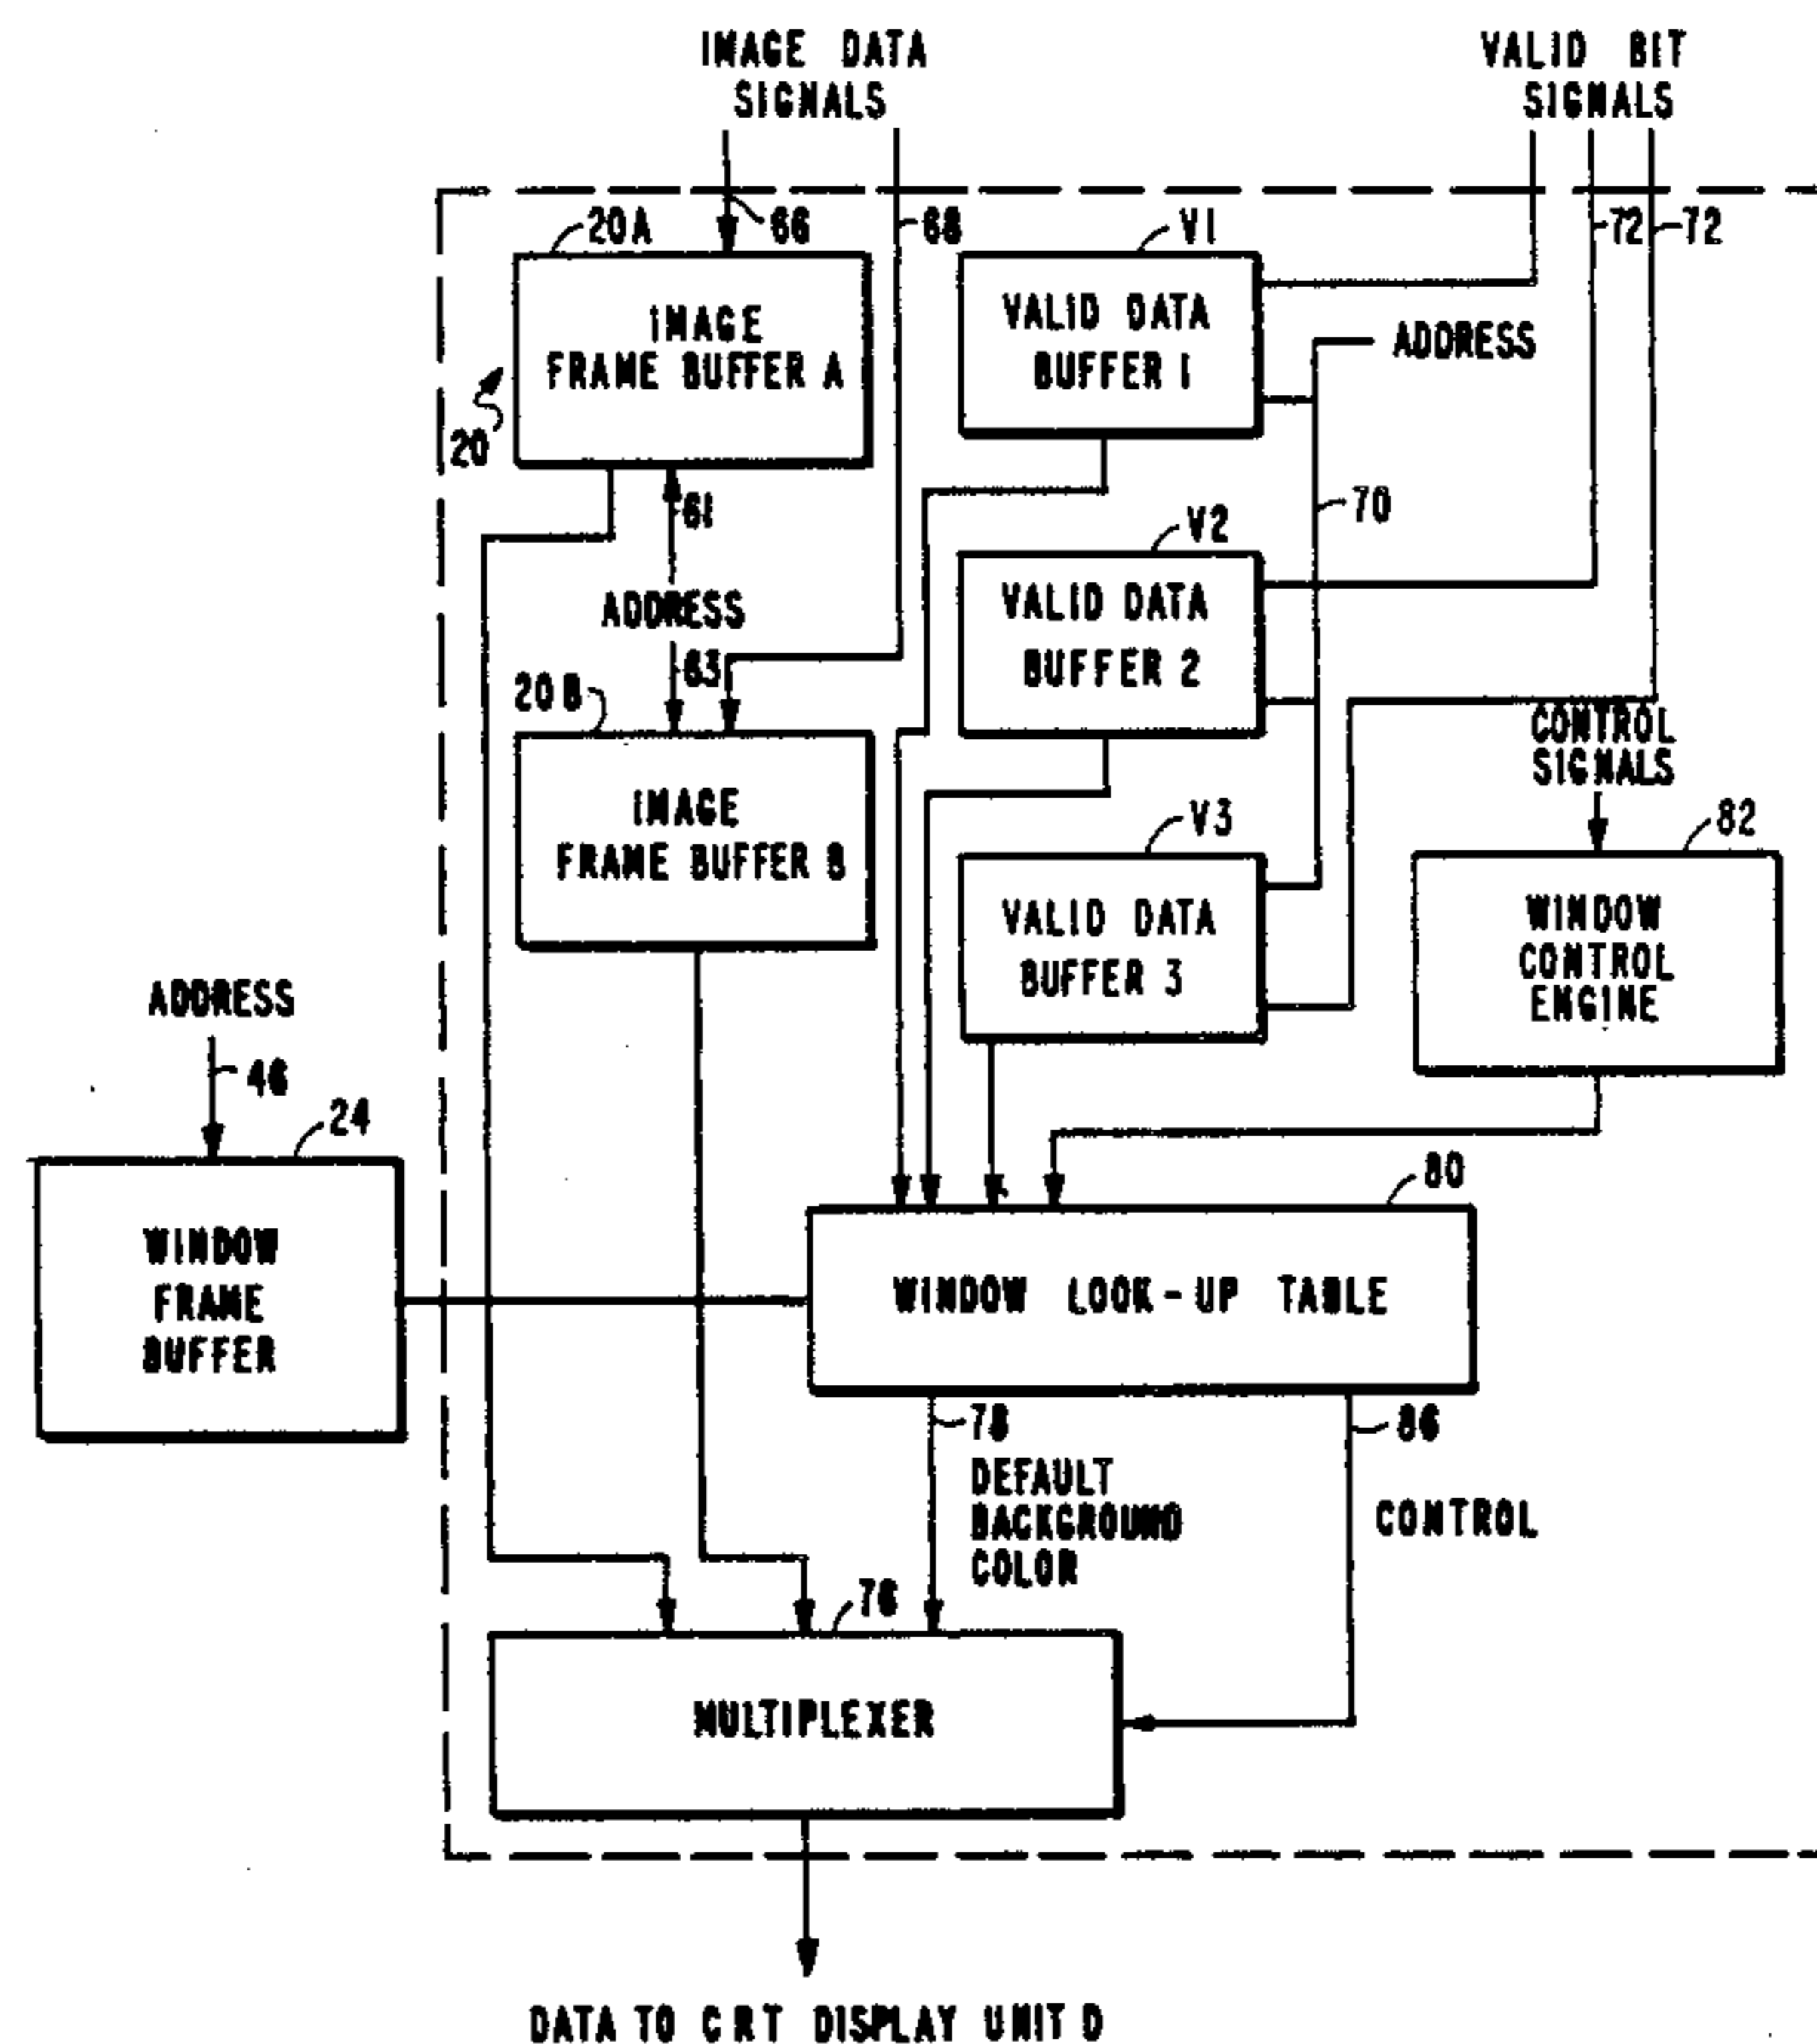 IMAGE DATA
SIGNALS
VALID BIT
SIGNALS
20A
66
68
V1
72
72
IMAGE
FRAME BUFFER A
VALID DATA
BUFFER 1
ADDRESS
20
61
70
V2
ADDRESS
63
VALID DATA
BUFFER 2
20B
CONTROL
SIGNALS
IMAGE
FRAME BUFFER B
V3
82
VALID DATA
BUFFER 3
WINDOW
CONTROL
ENGINE
ADDRESS
46
24
80
WINDOW
FRAME
BUFFER
WINDOW LOOK-UP TABLE
78
86
DEFAULT
BACKGROUND
COLOR
CONTROL
76
MULTIPLEXER
DATA TO CRT DISPLAY UNIT D